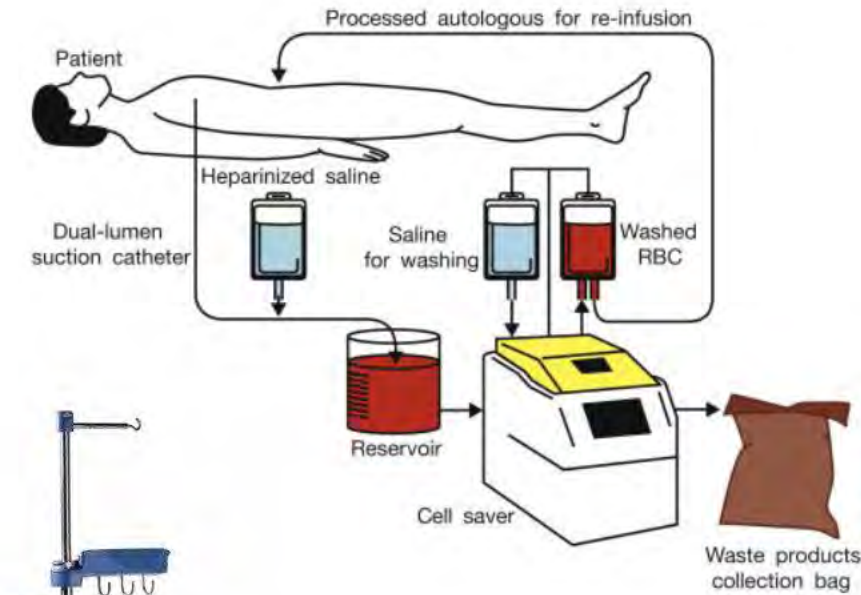 Processed autologous for re-infusion
Patient
Heparinized saline
Dual-lumen
suction catheter
Saline
for washing
Washed
RBC
Reservoir
Cell saver
Waste products
collection bag